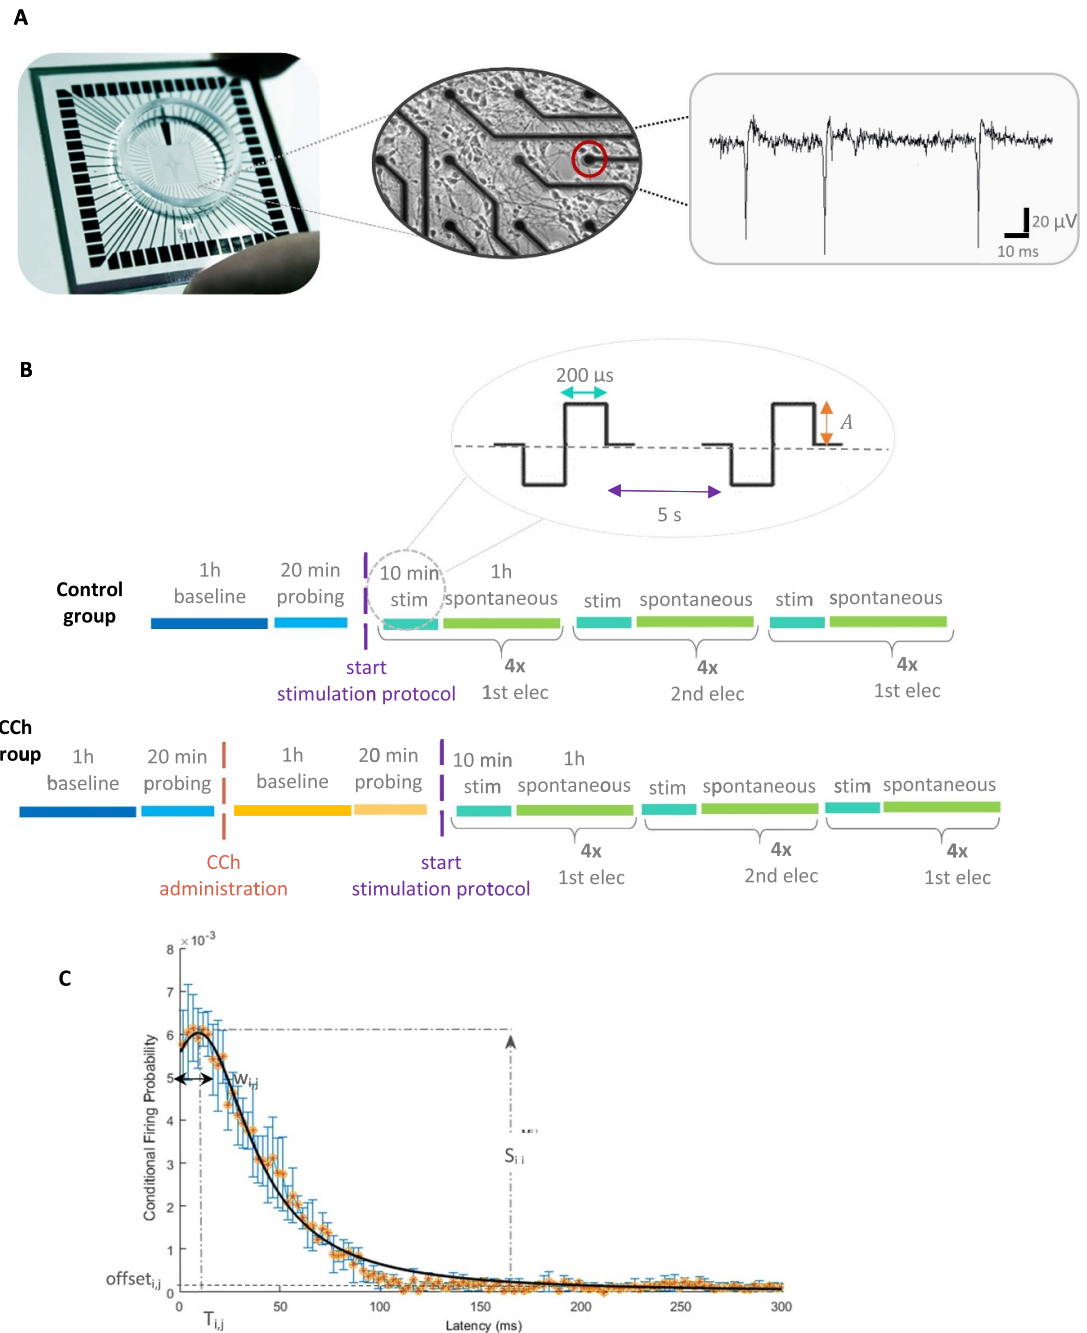 A
20 µV
10 ms
B
200 µs
A
5 s
Control
group
1h
baseline
20 min
probing
10 min
stim
1h
spontaneous
stim
spontaneous
stim
spontaneous
start
stimulation protocol
4x
1st elec
4x
2nd elec
4x
1st elec
CCh
roup
1h
baseline
20 min
probing
1h
baseline
20 min
probing
10 min
stim
1h
spontaneous
stim
spontaneous
stim
spontaneous
CCh
administration
start
stimulation protocol
4x
1st elec
4x
2nd elec
4x
1st elec
C
×10⁻³
8
7
6
5
4
3
2
1
0
Conditional Firing Probability
wi,j
Si,j
offseti,j
0
50
100
150
200
250
300
Ti,j
Latency (ms)